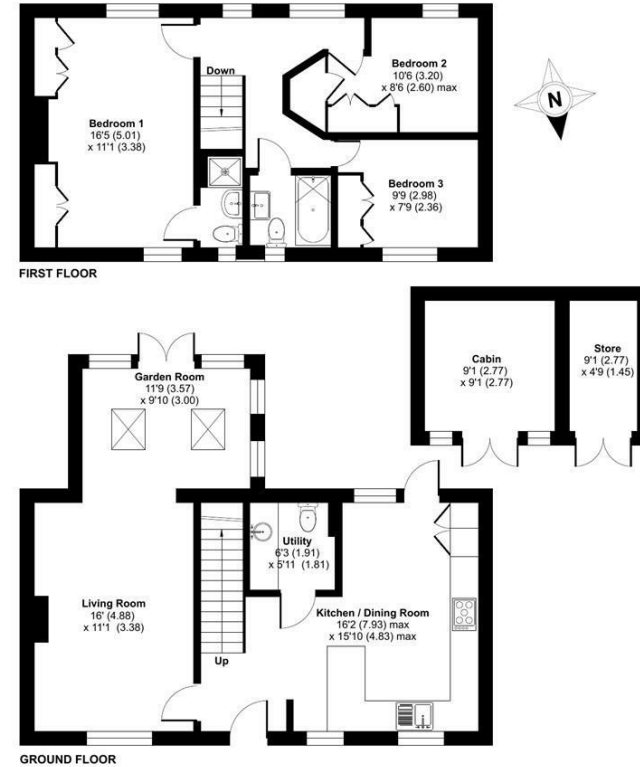 Bedroom 2
10'6 (3.20)
x 8'6 (2.60) max
Down
N
Bedroom 1
16'5 (5.01)
x 11'1 (3.38)
Bedroom 3
9'9 (2.98)
x 7'9 (2.36)
FIRST FLOOR
Cabin
9'1 (2.77)
x 9'1 (2.77)
Store
9'1 (2.77)
x 4'9 (1.45)
Garden Room
11'9 (3.57)
x 9'10 (3.00)
Utility
6'3 (1.91)
x 5'11 (1.81)
Living Room
16' (4.88)
x 11'1 (3.38)
Kitchen / Dining Room
16'2 (7.93) max
x 15'10 (4.83) max
Up
GROUND FLOOR